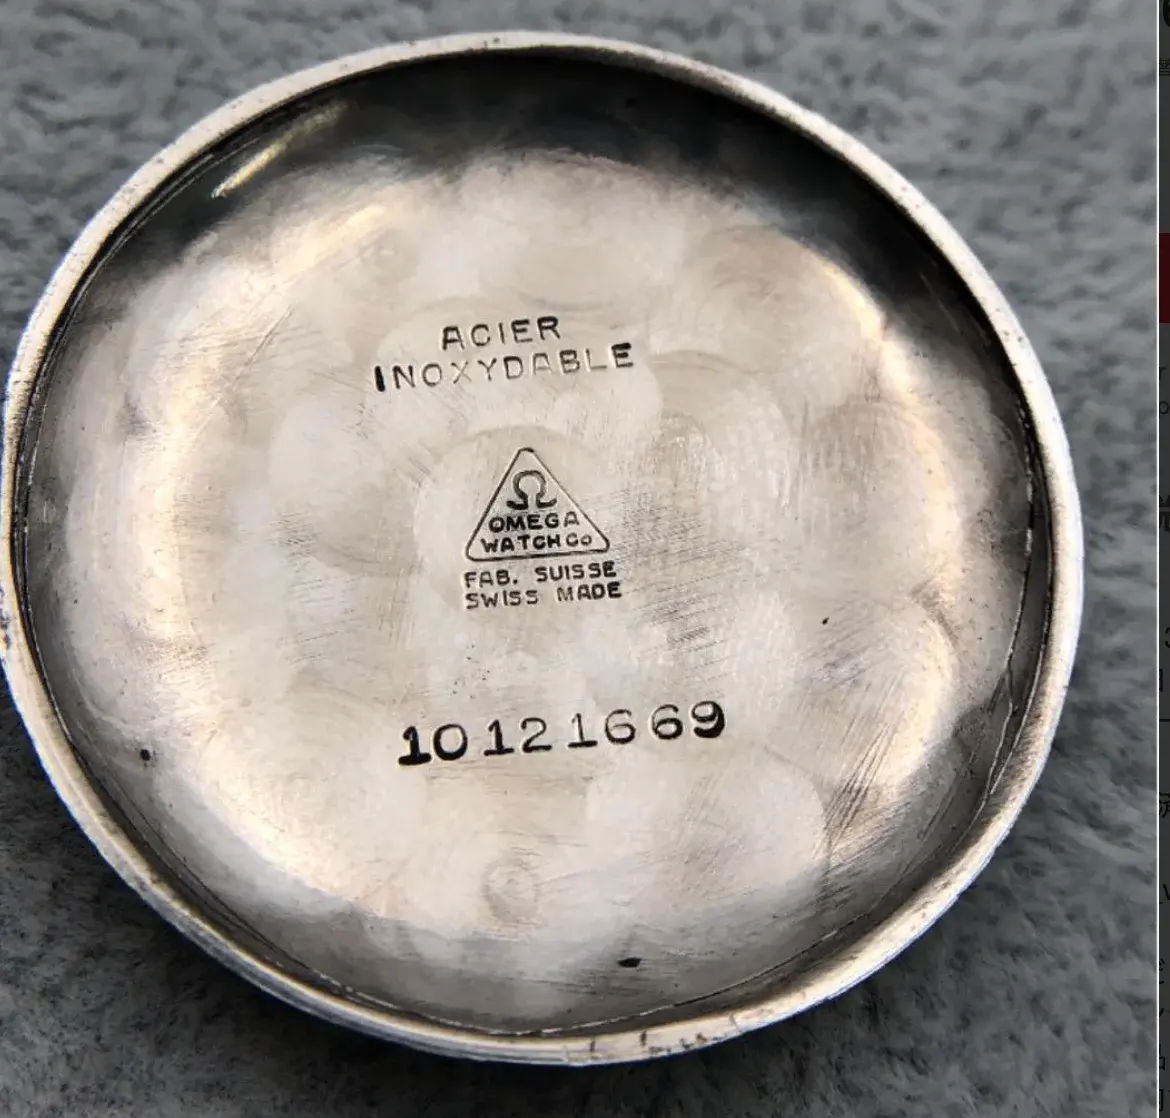 ACIER
INOXYDABLE
Ω
OMEGA
WATCH Co
FAB. SUISSE
SWISS MADE
10121669